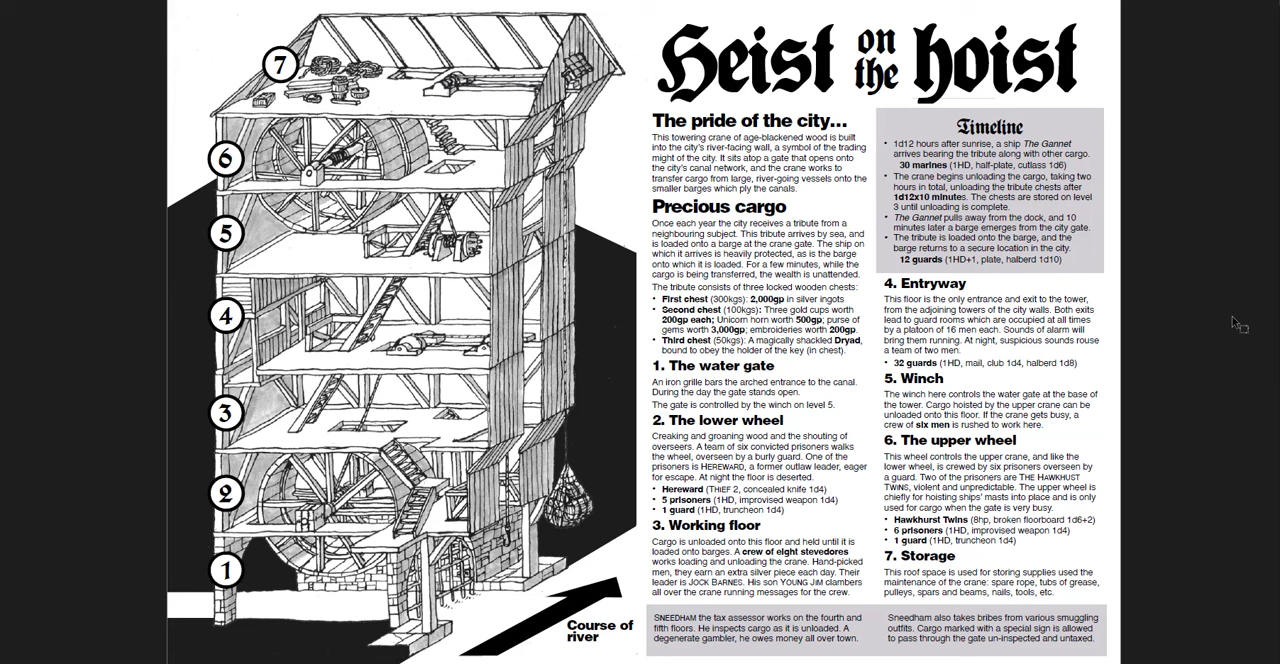 7
6
5
4
3
2
1
Course of
river
Heist on the hoist
The pride of the city...
This towering crane of age-blackened wood is built
into the city's river-facing wall, a symbol of the trading
might of the city. It sits atop a gate that opens onto
the city's canal network, and the crane works to
transfer cargo from large, river-going vessels onto the
smaller barges which ply the canals.
Precious cargo
Once each year the city receives a tribute from a
neighbouring subject. This tribute arrives by sea, and
is loaded onto a barge at the crane gate. The ship on
which it arrives is heavily protected, as is the barge
onto which it is loaded. For a few minutes, while the
cargo is being transferred, the wealth is unattended.
The tribute consists of three locked wooden chests:
• First chest (300kgs): 2,000gp in silver ingots
• Second chest (100kgs): Three gold cups worth
200gp each; Unicorn horn worth 500gp; purse of
gems worth 3,000gp; embroideries worth 200gp.
• Third chest (50kgs): A magically shackled Dryad,
bound to obey the holder of the key (in chest).
1. The water gate
An iron grille bars the arched entrance to the canal.
During the day the gate stands open.
The gate is controlled by the winch on level 5.
2. The lower wheel
Creaking and groaning wood and the shouting of
overseers. A team of six convicted prisoners walks
the wheel, overseen by a burly guard. One of the
prisoners is HEREWARD, a former outlaw leader, eager
for escape. At night the floor is deserted.
• Hereward (THIEF 2, concealed knife 1d4)
• 5 prisoners (1HD, improvised weapon 1d4)
• 1 guard (1HD, truncheon 1d4)
3. Working floor
Cargo is unloaded onto this floor and held until it is
loaded onto barges. A crew of eight stevedores
works loading and unloading the crane. Hand-picked
men, they earn an extra silver piece each day. Their
leader is JOCK BARNES. His son YOUNG JIM clambers
all over the crane running messages for the crew.
Timeline
• 1d12 hours after sunrise, a ship The Gannet
arrives bearing the tribute along with other cargo.
30 marines (1HD, half-plate, cutlass 1d6)
• The crane begins unloading the cargo, taking two
hours in total, unloading the tribute chests after
1d12x10 minutes. The chests are stored on level
3 until unloading is complete.
• The Gannet pulls away from the dock, and 10
minutes later a barge emerges from the city gate.
• The tribute is loaded onto the barge, and the
barge returns to a secure location in the city.
12 guards (1HD+1, plate, halberd 1d10)
4. Entryway
This floor is the only entrance and exit to the tower,
from the adjoining towers of the city walls. Both exits
lead to guard rooms which are occupied at all times
by a platoon of 16 men each. Sounds of alarm will
bring them running. At night, suspicious sounds rouse
a team of two men.
• 32 guards (1HD, mail, club 1d4, halberd 1d8)
5. Winch
The winch here controls the water gate at the base of
the tower. Cargo hoisted by the upper crane can be
unloaded onto this floor. If the crane gets busy, a
crew of six men is rushed to work here.
6. The upper wheel
This wheel controls the upper crane, and like the
lower wheel, is crewed by six prisoners overseen by
a guard. Two of the prisoners are THE HAWKHUST
TWINS, violent and unpredictable. The upper wheel is
chiefly for hoisting ships' masts into place and is only
used for cargo when the gate is very busy.
• Hawkhurst Twins (8hp, broken floorboard 1d6+2)
• 6 prisoners (1HD, improvised weapon 1d4)
• 1 guard (1HD, truncheon 1d4)
7. Storage
This roof space is used for storing supplies used the
maintenance of the crane: spare rope, tubs of grease,
pulleys, spars and beams, nails, tools, etc.
SNEEDHAM the tax assessor works on the fourth and
fifth floors. He inspects cargo as it is unloaded. A
degenerate gambler, he owes money all over town.
Sneedham also takes bribes from various smuggling
outfits. Cargo marked with a special sign is allowed
to pass through the gate un-inspected and untaxed.